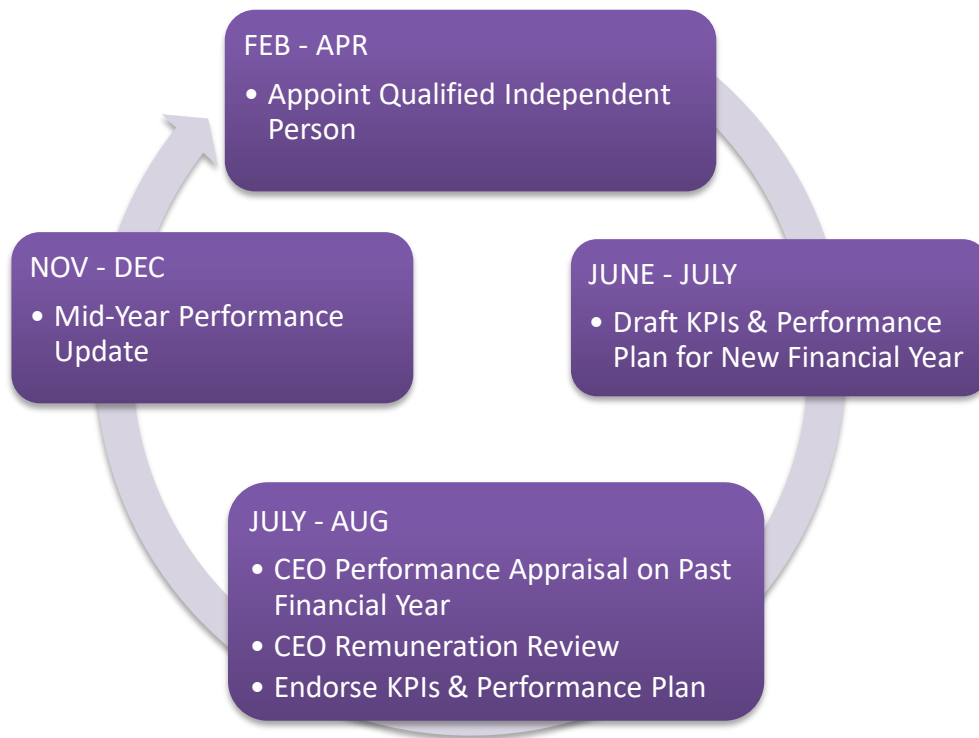 FEB - APR
• Appoint Qualified Independent
Person
JUNE - JULY
• Draft KPIs & Performance
Plan for New Financial Year
JULY - AUG
• CEO Performance Appraisal on Past
Financial Year
• CEO Remuneration Review
• Endorse KPIs & Performance Plan
NOV - DEC
• Mid-Year Performance
Update